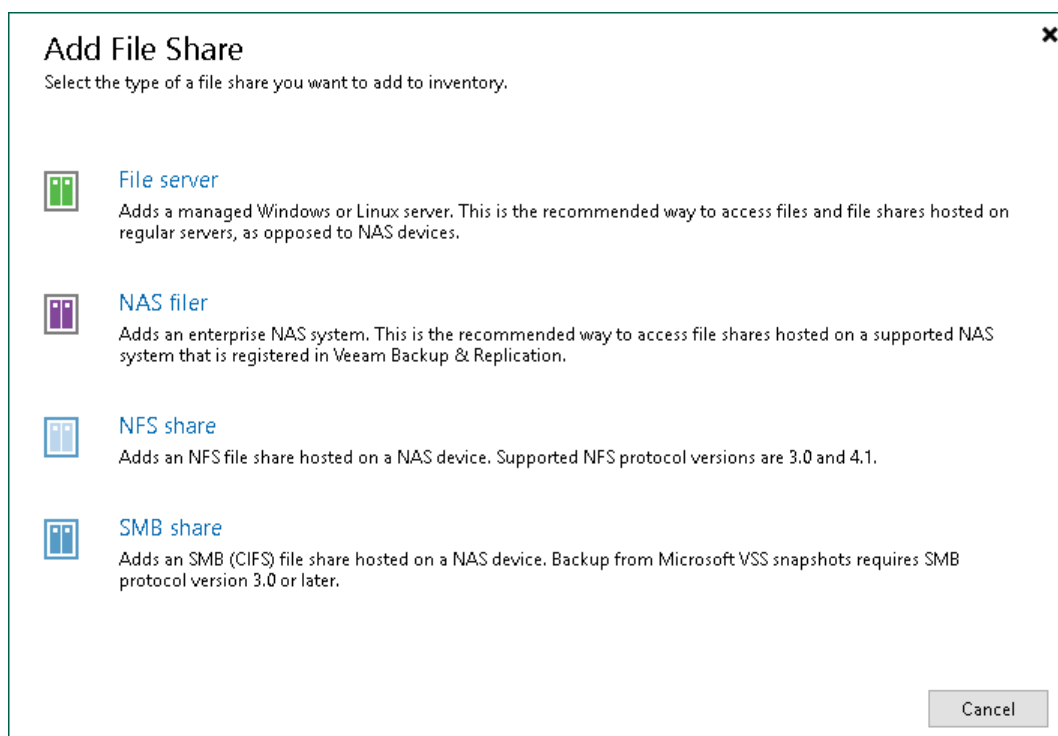 Add File Share
Select the type of a file share you want to add to inventory.
File server
Adds a managed Windows or Linux server. This is the recommended way to access files and file shares hosted on
regular servers, as opposed to NAS devices.
NAS filer
Adds an enterprise NAS system. This is the recommended way to access file shares hosted on a supported NAS
system that is registered in Veeam Backup & Replication.
NFS share
Adds an NFS file share hosted on a NAS device. Supported NFS protocol versions are 3.0 and 4.1.
SMB share
Adds an SMB (CIFS) file share hosted on a NAS device. Backup from Microsoft VSS snapshots requires SMB
protocol version 3.0 or later.
Cancel